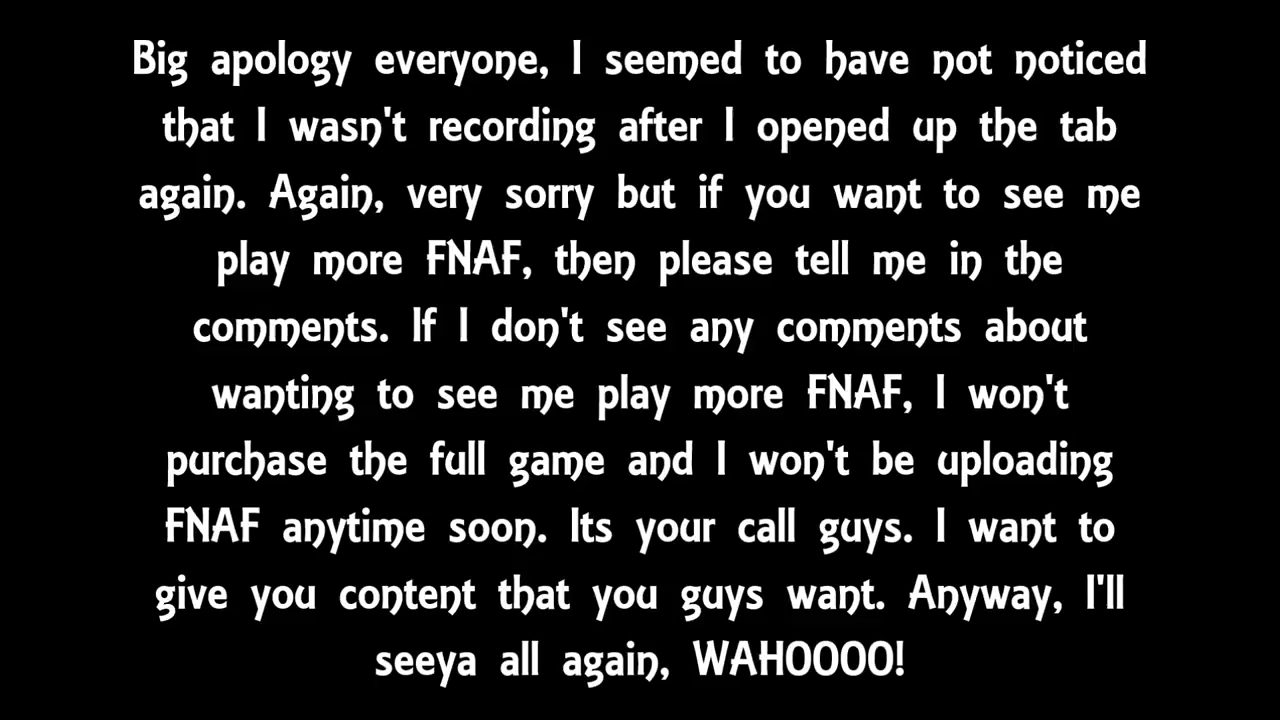 Big apology everyone, I seemed to have not noticed
that I wasn't recording after I opened up the tab
again. Again, very sorry but if you want to see me
play more FNAF, then please tell me in the
comments. If I don't see any comments about
wanting to see me play more FNAF, I won't
purchase the full game and I won't be uploading
FNAF anytime soon. Its your call guys. I want to
give you content that you guys want. Anyway, I'll
seeya all again, WAHOOOO!